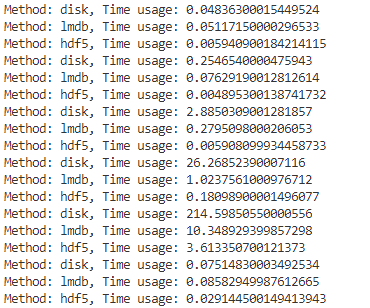 Method: disk, Time usage: 0.04836300015449524
Method: lmdb, Time usage: 0.05117150000296533
Method: hdf5, Time usage: 0.005940900184214115
Method: disk, Time usage: 0.2546540000475943
Method: lmdb, Time usage: 0.07629190012812614
Method: hdf5, Time usage: 0.004895300138741732
Method: disk, Time usage: 2.8850309001281857
Method: lmdb, Time usage: 0.2795098000206053
Method: hdf5, Time usage: 0.005908099934458733
Method: disk, Time usage: 26.26852390007116
Method: lmdb, Time usage: 1.0237561000976712
Method: hdf5, Time usage: 0.18098900001496077
Method: disk, Time usage: 214.59850550000556
Method: lmdb, Time usage: 10.348929399857298
Method: hdf5, Time usage: 3.613350700121373
Method: disk, Time usage: 0.07514830003492534
Method: lmdb, Time usage: 0.08582949987612665
Method: hdf5, Time usage: 0.029144500149413943